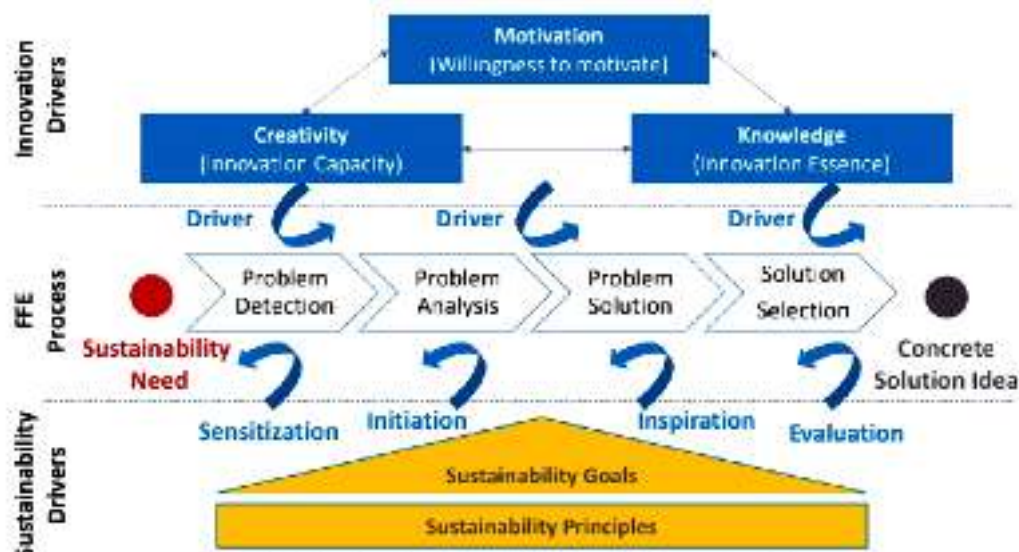 Innovation
Drivers
Motivation
(Willingness to motivate)
Creativity
(Innovation Capacity)
Knowledge
(Innovation Essence)
Driver
Driver
Driver
FFE
Process
Problem
Detection
Problem
Analysis
Problem
Solution
Solution
Selection
Sustainability
Need
Concrete
Solution Idea
Sensitization
Initiation
Inspiration
Evaluation
Sustainability
Drivers
Sustainability Goals
Sustainability Principles